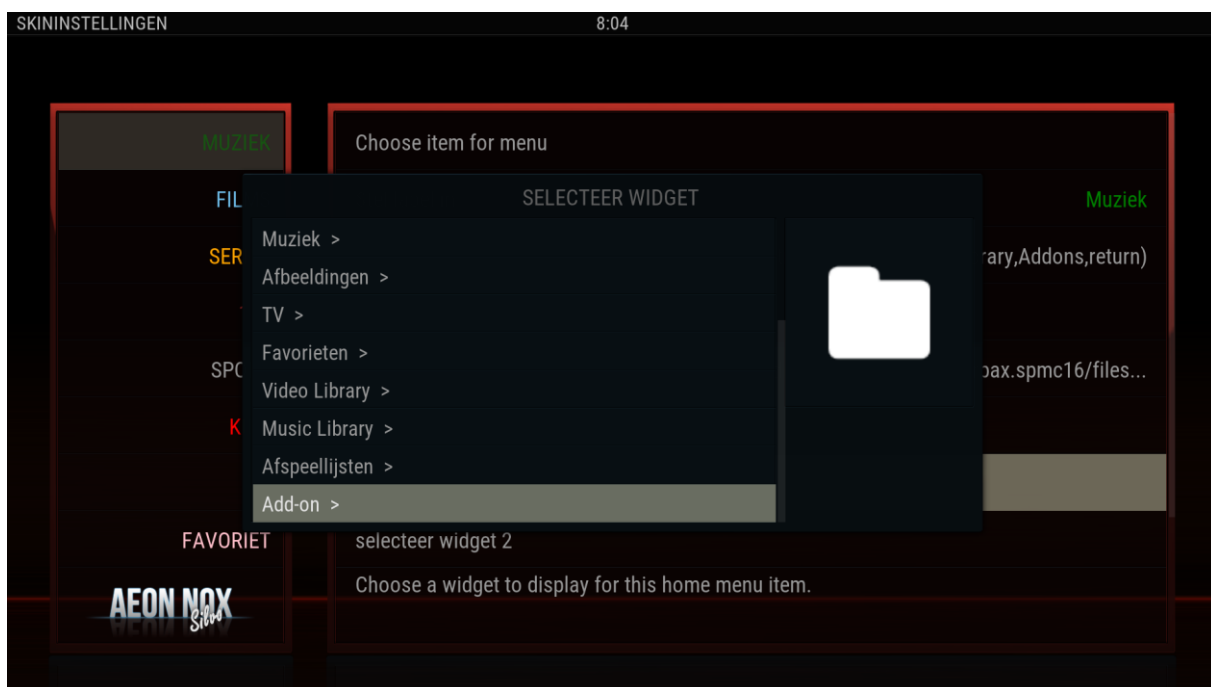 SKININSTELLINGEN
8:04
MUZIEK
FIL
SER
SPO
K
FAVORIET
AEON NOX
Silvo
Choose item for menu
Muziek
rary,Addons,return)
bax.spmc16/files...
selecteer widget 2
Choose a widget to display for this home menu item.
SELECTEER WIDGET
Muziek >
Afbeeldingen >
TV >
Favorieten >
Video Library >
Music Library >
Afspeellijsten >
Add-on >